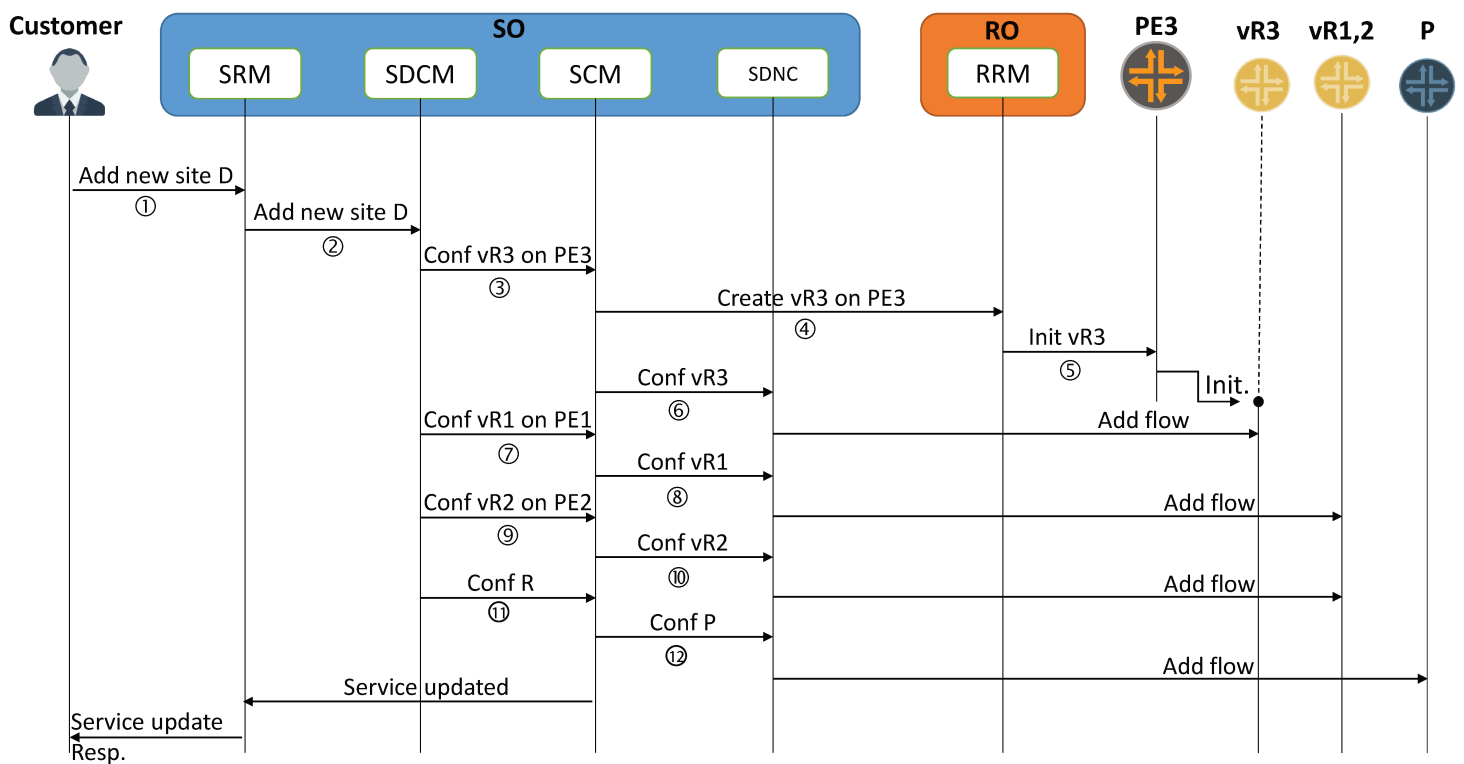 Customer
SO
RO
PE3
vR3
vR1,2
P
SRM
SDCM
SCM
SDNC
RRM
Add new site D
①
Add new site D
②
Conf vR3 on PE3
③
Create vR3 on PE3
④
Init vR3
⑤
Init.
Conf vR3
⑥
Conf vR1 on PE1
⑦
Add flow
Conf vR1
⑧
Conf vR2 on PE2
⑨
Add flow
Conf vR2
⑩
Conf R
⑪
Add flow
Conf P
⑫
Add flow
Service updated
Service update
Resp.